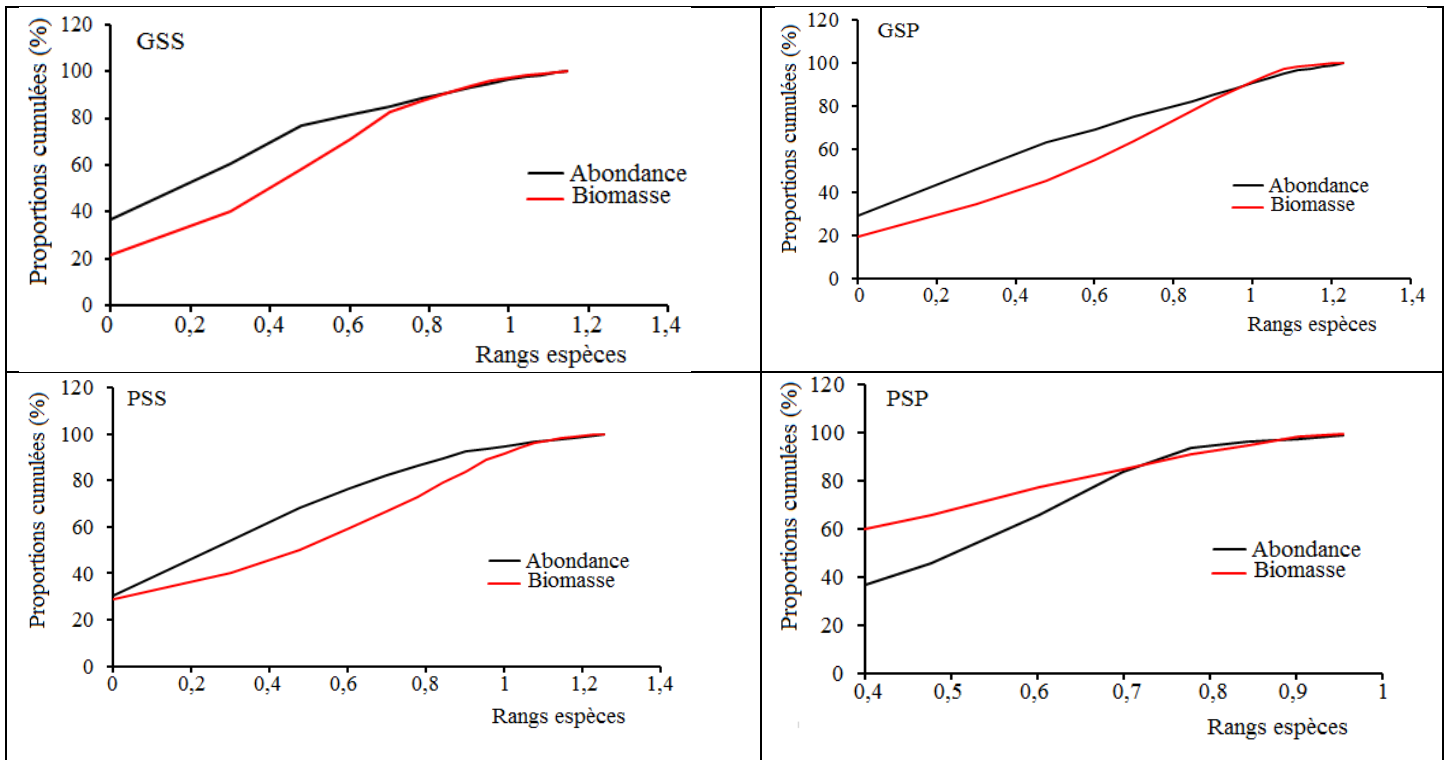 GSS
Proportions cumulées (%)
120
100
80
60
40
20
0
0 0,2 0,4 0,6 0,8 1 1,2 1,4
Rangs espèces
Abondance
Biomasse
GSP
Proportions cumulées (%)
120
100
80
60
40
20
0
0 0,2 0,4 0,6 0,8 1 1,2 1,4
Rangs espèces
Abondance
Biomasse
PSS
Proportions cumulées (%)
120
100
80
60
40
20
0
0 0,2 0,4 0,6 0,8 1 1,2 1,4
Rangs espèces
Abondance
Biomasse
PSP
Proportions cumulées (%)
120
100
80
60
40
20
0
0,4 0,5 0,6 0,7 0,8 0,9 1
Rangs espèces
Abondance
Biomasse